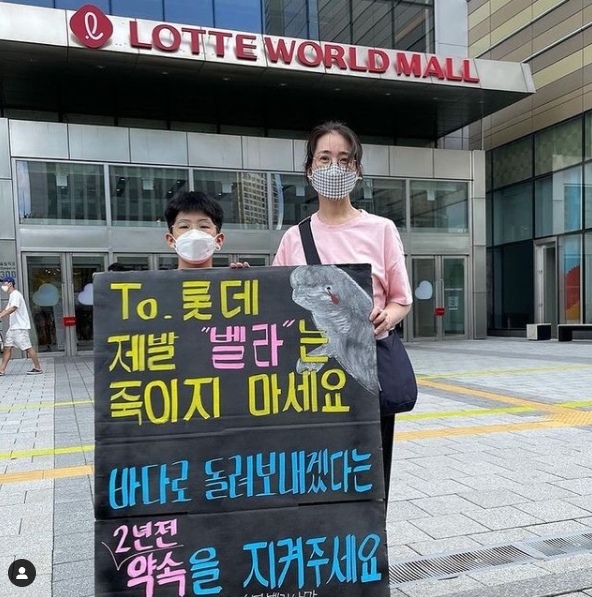 LOTTE WORLD MALL
To. 롯데
제발 "벨라"는
죽이지 마세요
바다로 돌려보내겠다는
2년전
약속을 지켜주세요